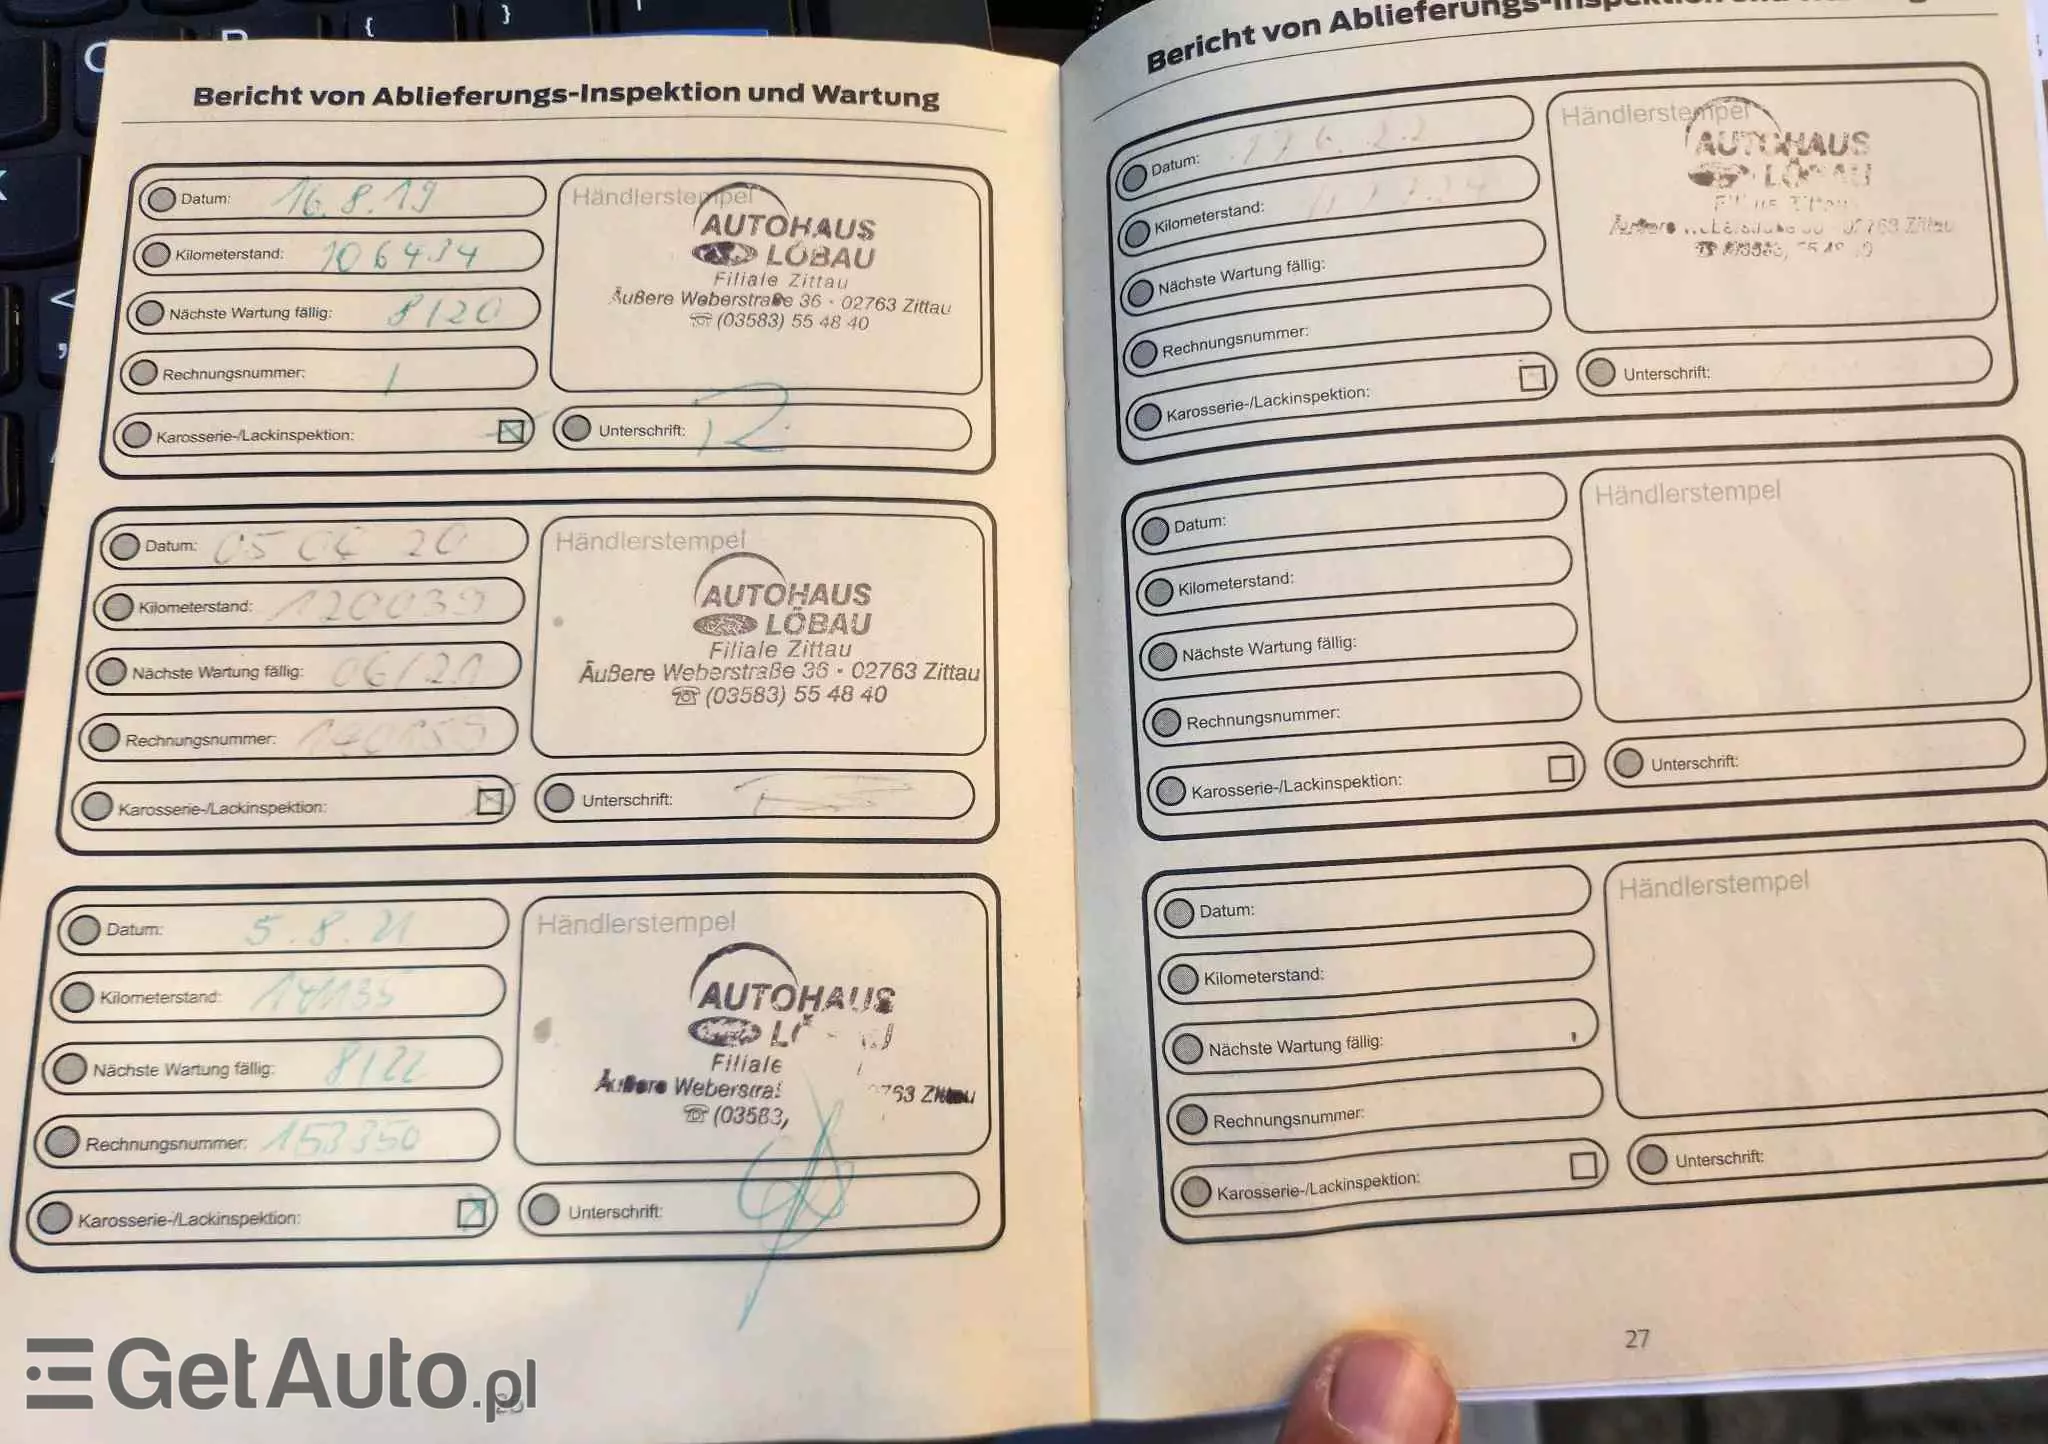 Bericht von Ablieferungs-Inspektion und Wartung
Datum: 16.8.19
Kilometerstand: 106434
Nächste Wartung fällig: 8/20
Rechnungsnummer: /
Karosserie-/Lackinspektion:
Händlerstempel
AUTOHAUS
LÖBAU
Filiale Zittau
Äußere Weberstraße 36 · 02763 Zittau
☏ (03583) 55 48 40
Unterschrift:
Datum: 05 06 20
Kilometerstand: 120039
Nächste Wartung fällig: 06/21
Rechnungsnummer:
Karosserie-/Lackinspektion:
Händlerstempel
AUTOHAUS
LÖBAU
Filiale Zittau
Äußere Weberstraße 36 · 02763 Zittau
☏ (03583) 55 48 40
Unterschrift:
Datum: 5.8.21
Kilometerstand: 141135
Nächste Wartung fällig: 8/22
Rechnungsnummer: 153350
Karosserie-/Lackinspektion:
Händlerstempel
AUTOHAUS
Filiale
Äußere
Zittau
☏ (03583)
Unterschrift:
Bericht von Ablieferungs-Inspektion
Datum:
Kilometerstand:
Nächste Wartung fällig:
Rechnungsnummer:
Karosserie-/Lackinspektion:
Händlerstempel
AUTOHAUS
LÖBAU
Zittau
Unterschrift:
Datum:
Kilometerstand:
Nächste Wartung fällig:
Rechnungsnummer:
Karosserie-/Lackinspektion:
Händlerstempel
Unterschrift:
Datum:
Kilometerstand:
Nächste Wartung fällig:
Rechnungsnummer:
Karosserie-/Lackinspektion:
Händlerstempel
Unterschrift:
27
GetAuto.pl